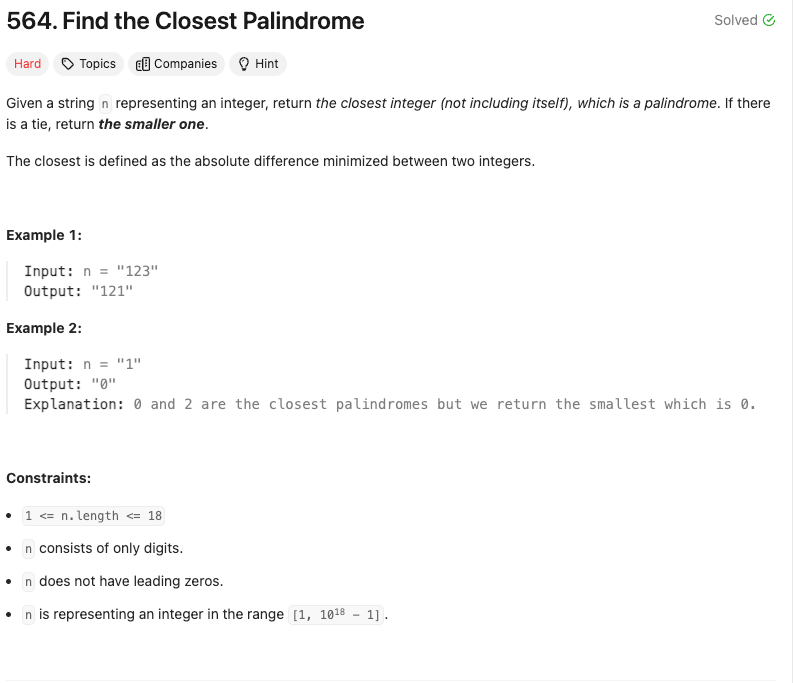 564. Find the Closest Palindrome
Solved
Hard Topics Companies Hint
Given a string n representing an integer, return the closest integer (not including itself), which is a palindrome. If there
is a tie, return the smaller one.
The closest is defined as the absolute difference minimized between two integers.
Example 1:
Input: n = "123"
Output: "121"
Example 2:
Input: n = "1"
Output: "0"
Explanation: 0 and 2 are the closest palindromes but we return the smallest which is 0.
Constraints:
• 1 <= n.length <= 18
• n consists of only digits.
• n does not have leading zeros.
• n is representing an integer in the range [1, 10¹⁸ − 1].